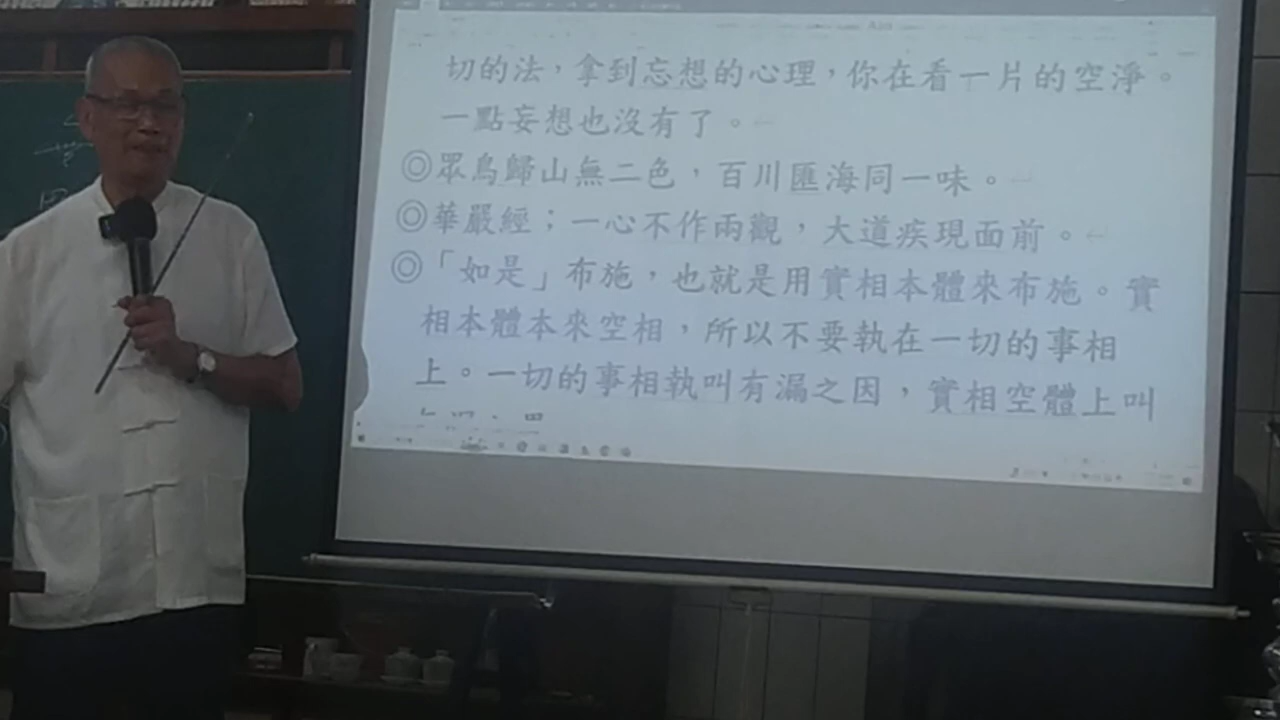 切的法，拿到忘想的心理，你在看一片的空淨。
一點妄想也沒有了。
◎眾鳥歸山無二色，百川匯海同一味。
◎華嚴經；一心不作兩觀，大道疾現面前。
◎「如是」布施，也就是用實相本體來布施。實
相本體本來空相，所以不要執在一切的事相
上。一切的事相執叫有漏之因，實相空體上叫